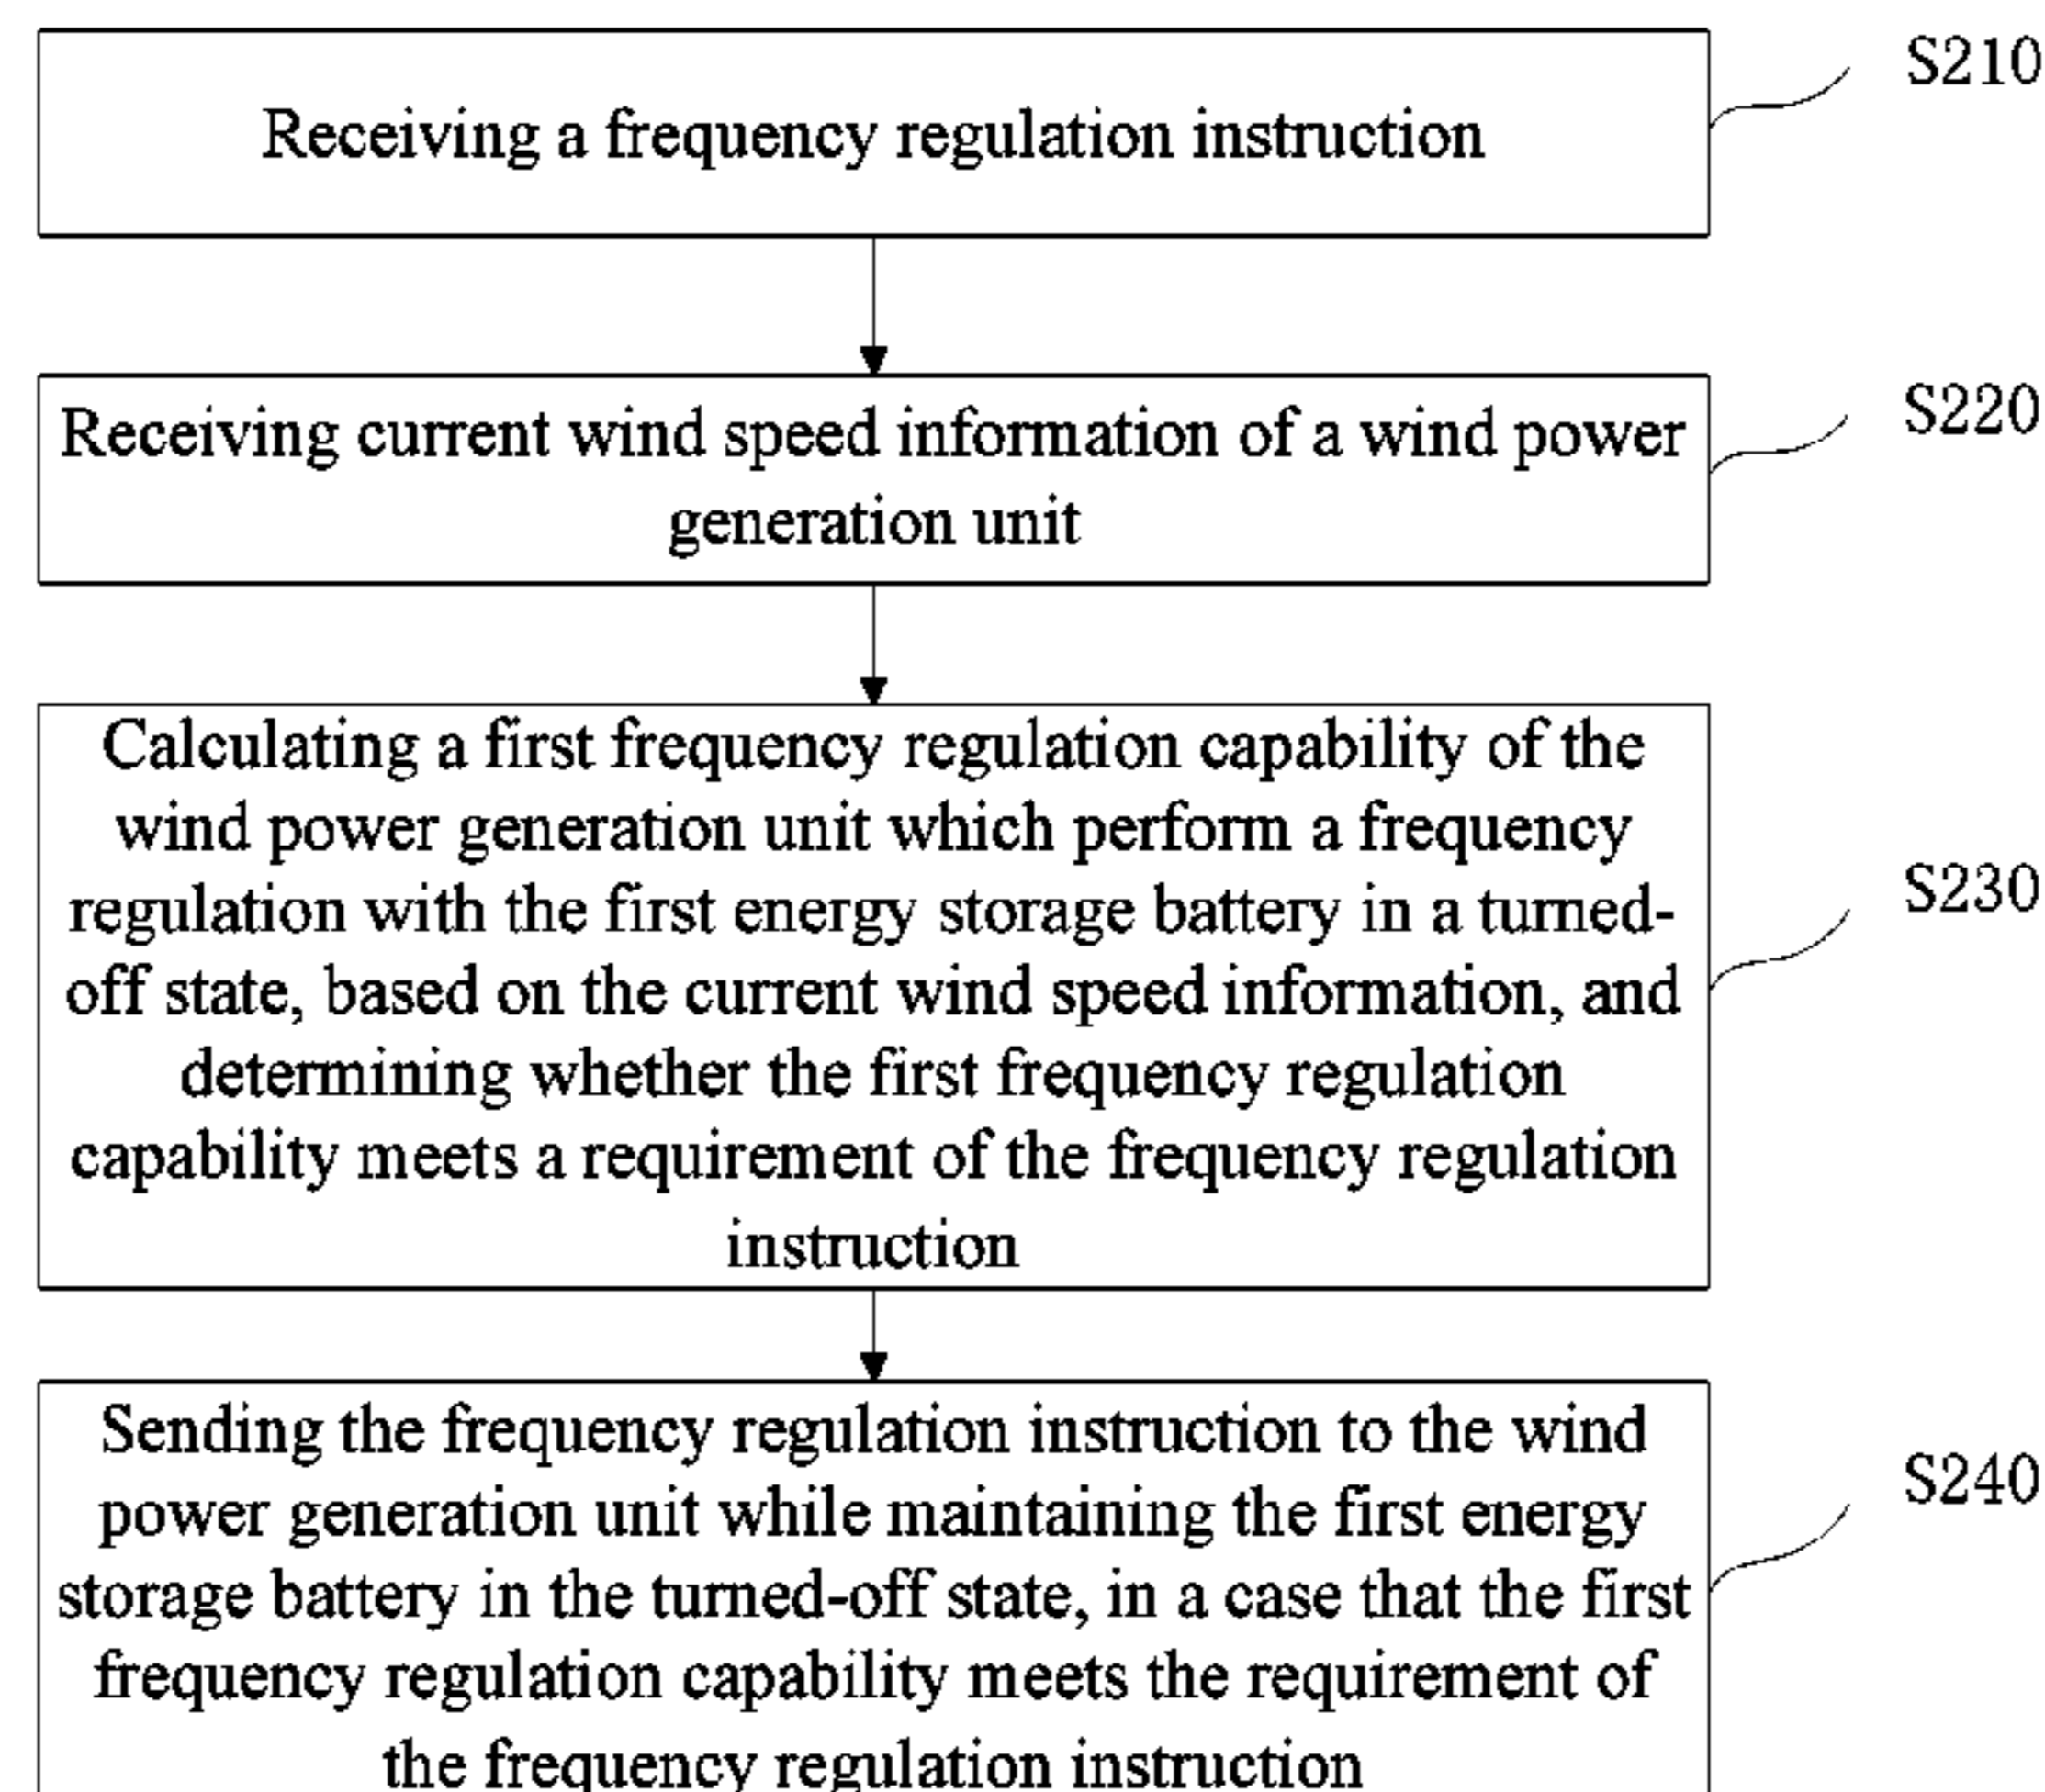 Receiving a frequency regulation instruction
S210
Receiving current wind speed information of a wind power
generation unit
S220
Calculating a first frequency regulation capability of the
wind power generation unit which perform a frequency
regulation with the first energy storage battery in a turned-
off state, based on the current wind speed information, and
determining whether the first frequency regulation
capability meets a requirement of the frequency regulation
instruction
S230
Sending the frequency regulation instruction to the wind
power generation unit while maintaining the first energy
storage battery in the turned-off state, in a case that the first
frequency regulation capability meets the requirement of
the frequency regulation instruction
S240